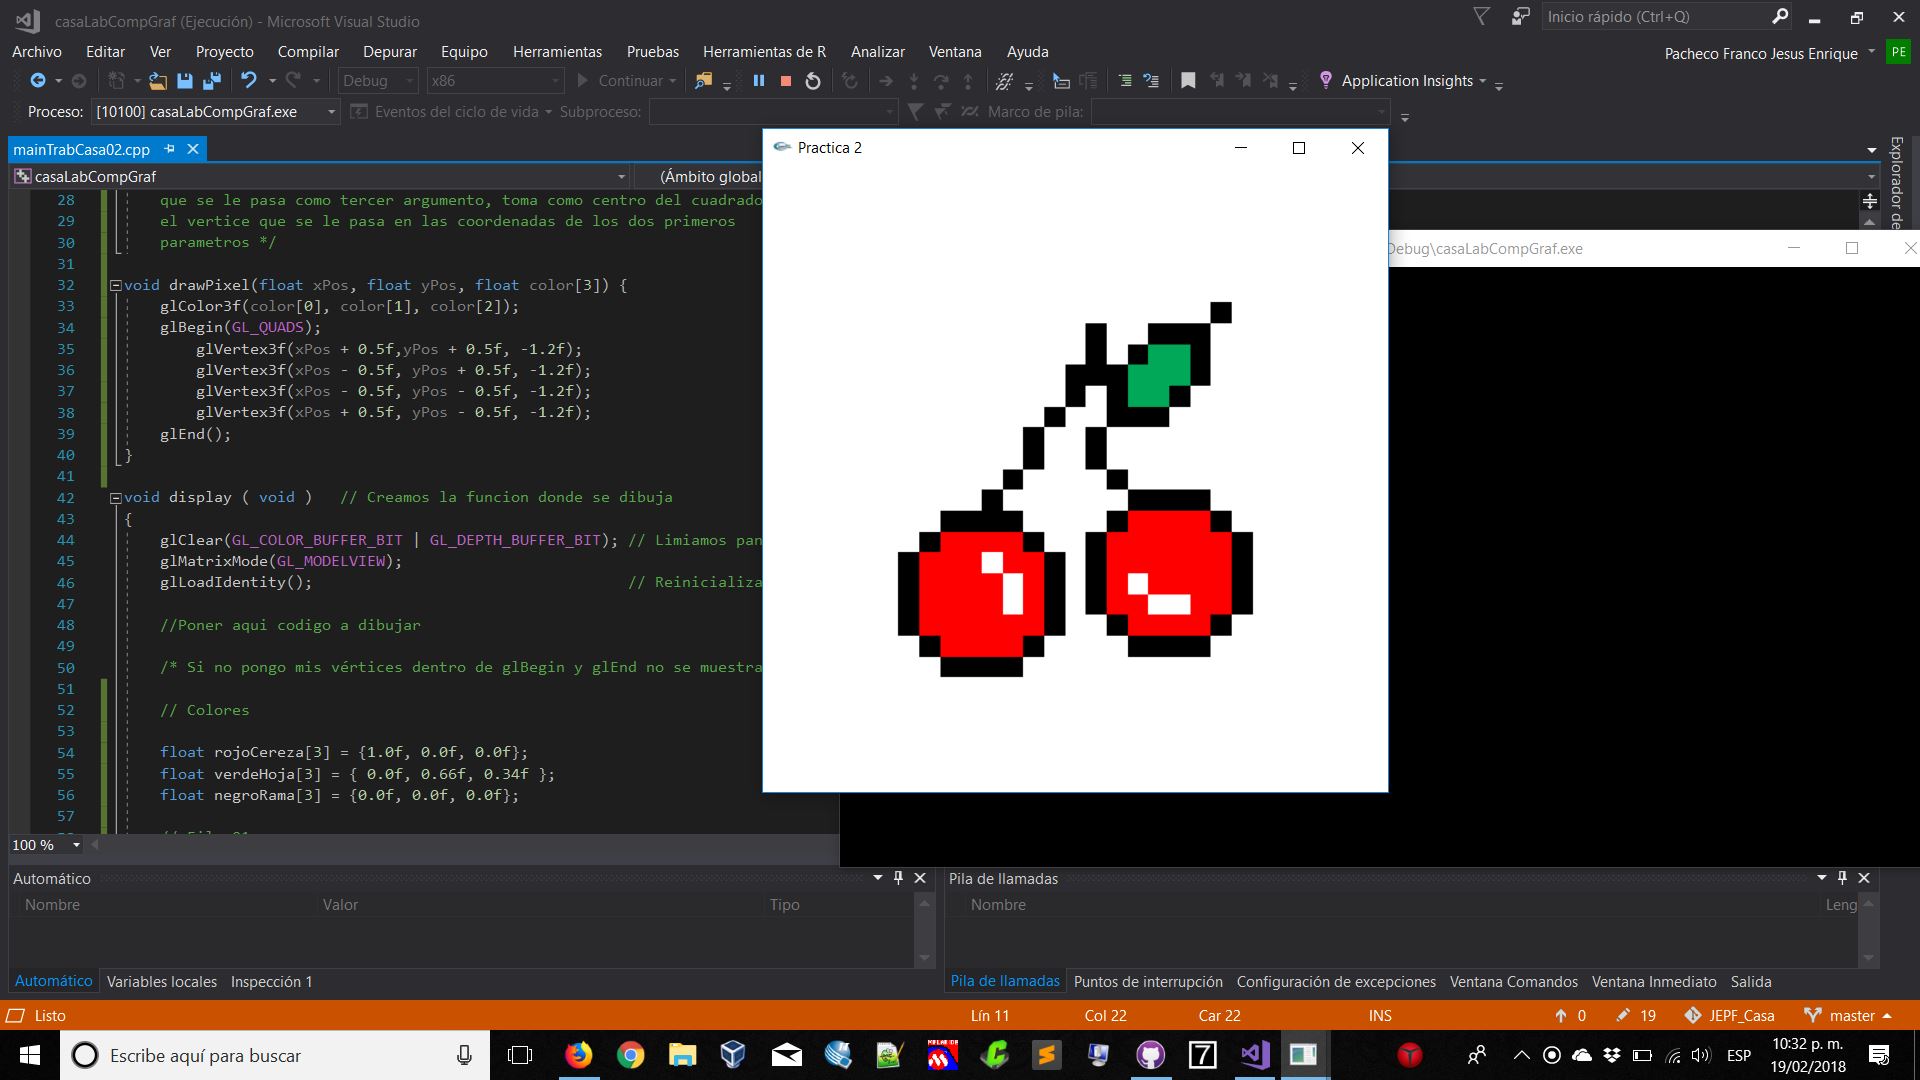 casaLabCompGraf (Ejecución) - Microsoft Visual Studio
Inicio rápido (Ctrl+Q)
Archivo Editar Ver Proyecto Compilar Depurar Equipo Herramientas Pruebas Herramientas de R Analizar Ventana Ayuda
Pacheco Franco Jesus Enrique PE
Debug x86 Continuar Application Insights
Proceso: [10100] casaLabCompGraf.exe Eventos del ciclo de vida Subproceso: Marco de pila:
mainTrabCasa02.cpp
casaLabCompGraf (Ámbito global
Explorador de
Practica 2
Debug\casaLabCompGraf.exe
28 que se le pasa como tercer argumento, toma como centro del cuadrado
29 el vertice que se le pasa en las coordenadas de los dos primeros
30 parametros */
31
32 void drawPixel(float xPos, float yPos, float color[3]) {
33 glColor3f(color[0], color[1], color[2]);
34 glBegin(GL_QUADS);
35 glVertex3f(xPos + 0.5f,yPos + 0.5f, -1.2f);
36 glVertex3f(xPos - 0.5f, yPos + 0.5f, -1.2f);
37 glVertex3f(xPos - 0.5f, yPos - 0.5f, -1.2f);
38 glVertex3f(xPos + 0.5f, yPos - 0.5f, -1.2f);
39 glEnd();
40 }
41
42 void display ( void ) // Creamos la funcion donde se dibuja
43 {
44 glClear(GL_COLOR_BUFFER_BIT | GL_DEPTH_BUFFER_BIT); // Limiamos pan
45 glMatrixMode(GL_MODELVIEW);
46 glLoadIdentity(); // Reinicializa
47
48 //Poner aqui codigo a dibujar
49
50 /* Si no pongo mis vértices dentro de glBegin y glEnd no se muestra
51
52 // Colores
53
54 float rojoCereza[3] = {1.0f, 0.0f, 0.0f};
55 float verdeHoja[3] = { 0.0f, 0.66f, 0.34f };
56 float negroRama[3] = {0.0f, 0.0f, 0.0f};
57
100 %
Automático
Nombre Valor Tipo
Automático Variables locales Inspección 1
Pila de llamadas
Nombre Leng
Pila de llamadas Puntos de interrupción Configuración de excepciones Ventana Comandos Ventana Inmediato Salida
Listo Lín 11 Col 22 Car 22 INS 0 19 JEPF_Casa master
Escribe aquí para buscar
7
ESP
10:32 p. m.
19/02/2018